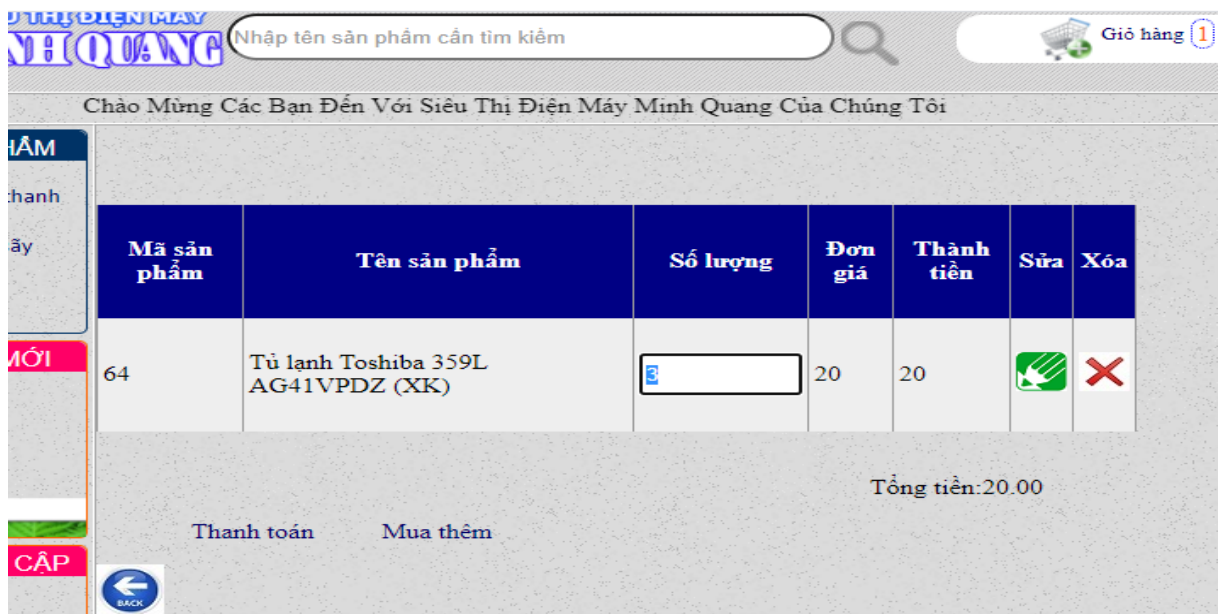 ĐIỆN MÁY
QUANG
Nhập tên sản phẩm cần tìm kiếm
Giỏ hàng 1
Chào Mừng Các Bạn Đến Với Siêu Thị Điện Máy Minh Quang Của Chúng Tôi
MỚI
CẬP
Mã sản phẩm
Tên sản phẩm
Số lượng
Đơn giá
Thành tiền
Sửa
Xóa
64
Tủ lạnh Toshiba 359L
AG41VPDZ (XK)
3
20
20
Tổng tiền:20.00
Thanh toán
Mua thêm
BACK